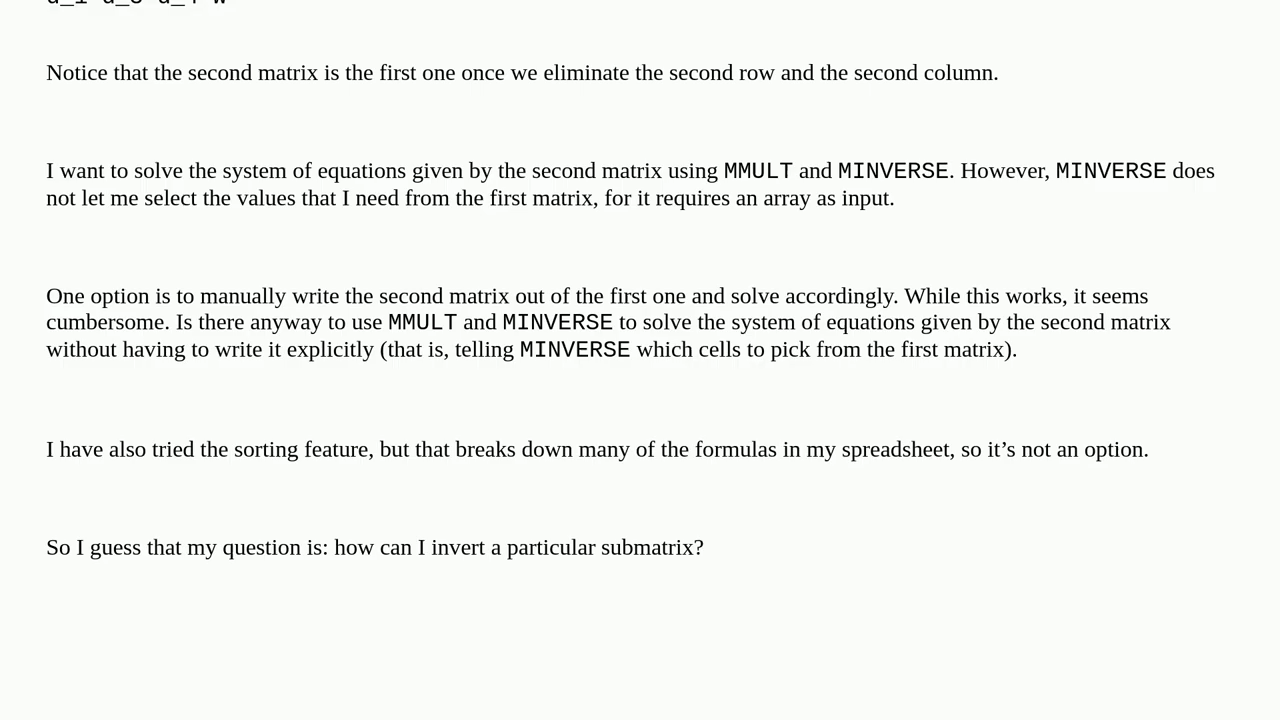 Notice that the second matrix is the first one once we eliminate the second row and the second column.
I want to solve the system of equations given by the second matrix using MMULT and MINVERSE. However, MINVERSE does
not let me select the values that I need from the first matrix, for it requires an array as input.
One option is to manually write the second matrix out of the first one and solve accordingly. While this works, it seems
cumbersome. Is there anyway to use MMULT and MINVERSE to solve the system of equations given by the second matrix
without having to write it explicitly (that is, telling MINVERSE which cells to pick from the first matrix).
I have also tried the sorting feature, but that breaks down many of the formulas in my spreadsheet, so it’s not an option.
So I guess that my question is: how can I invert a particular submatrix?